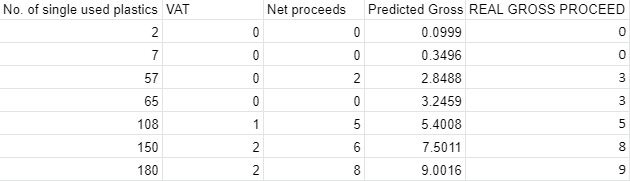 No. of single used plastics VAT Net proceeds Predicted Gross REAL GROSS PROCEED
2 0 0 0.0999 0
7 0 0 0.3496 0
57 0 2 2.8488 3
65 0 0 3.2459 3
108 1 5 5.4008 5
150 2 6 7.5011 8
180 2 8 9.0016 9